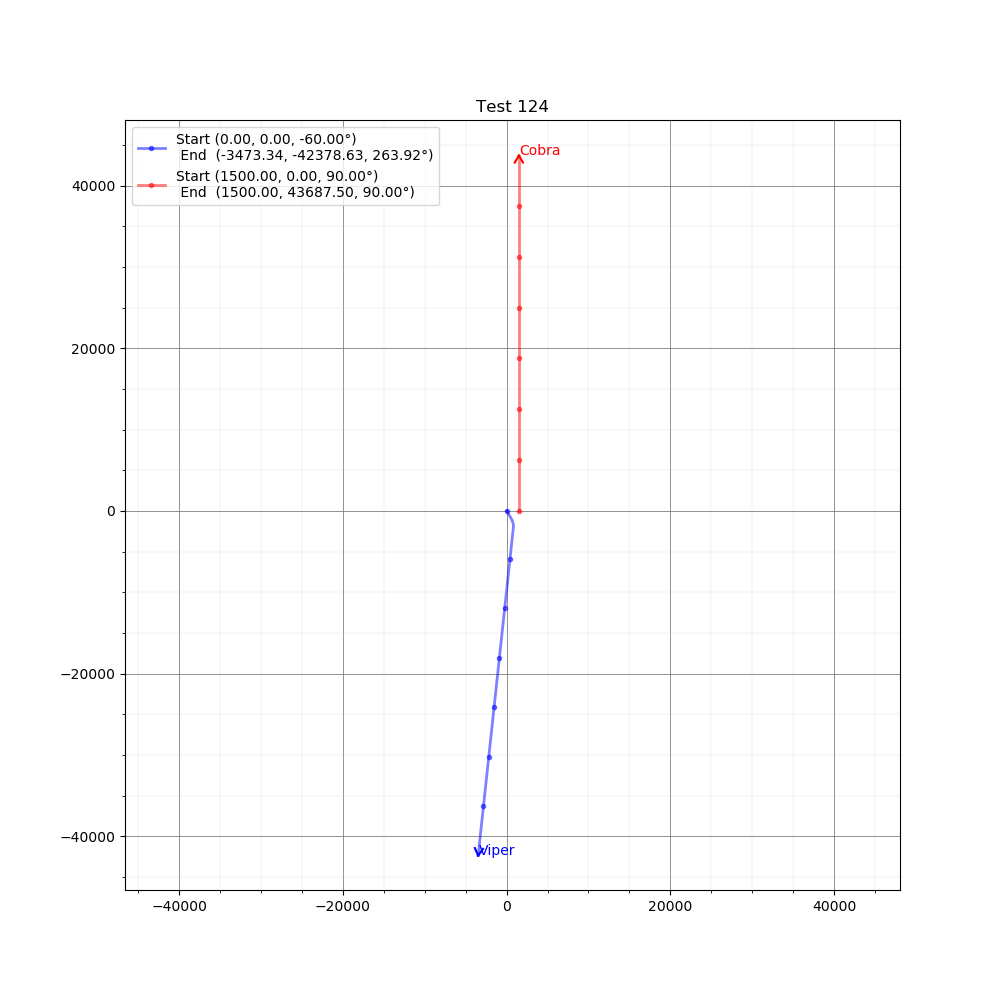 Test 124
Start (0.00, 0.00, -60.00°)
End  (-3473.34, -42378.63, 263.92°)
Start (1500.00, 0.00, 90.00°)
End  (1500.00, 43687.50, 90.00°)
Cobra
40000
20000
0
−20000
−40000
Viper
−40000
−20000
0
20000
40000